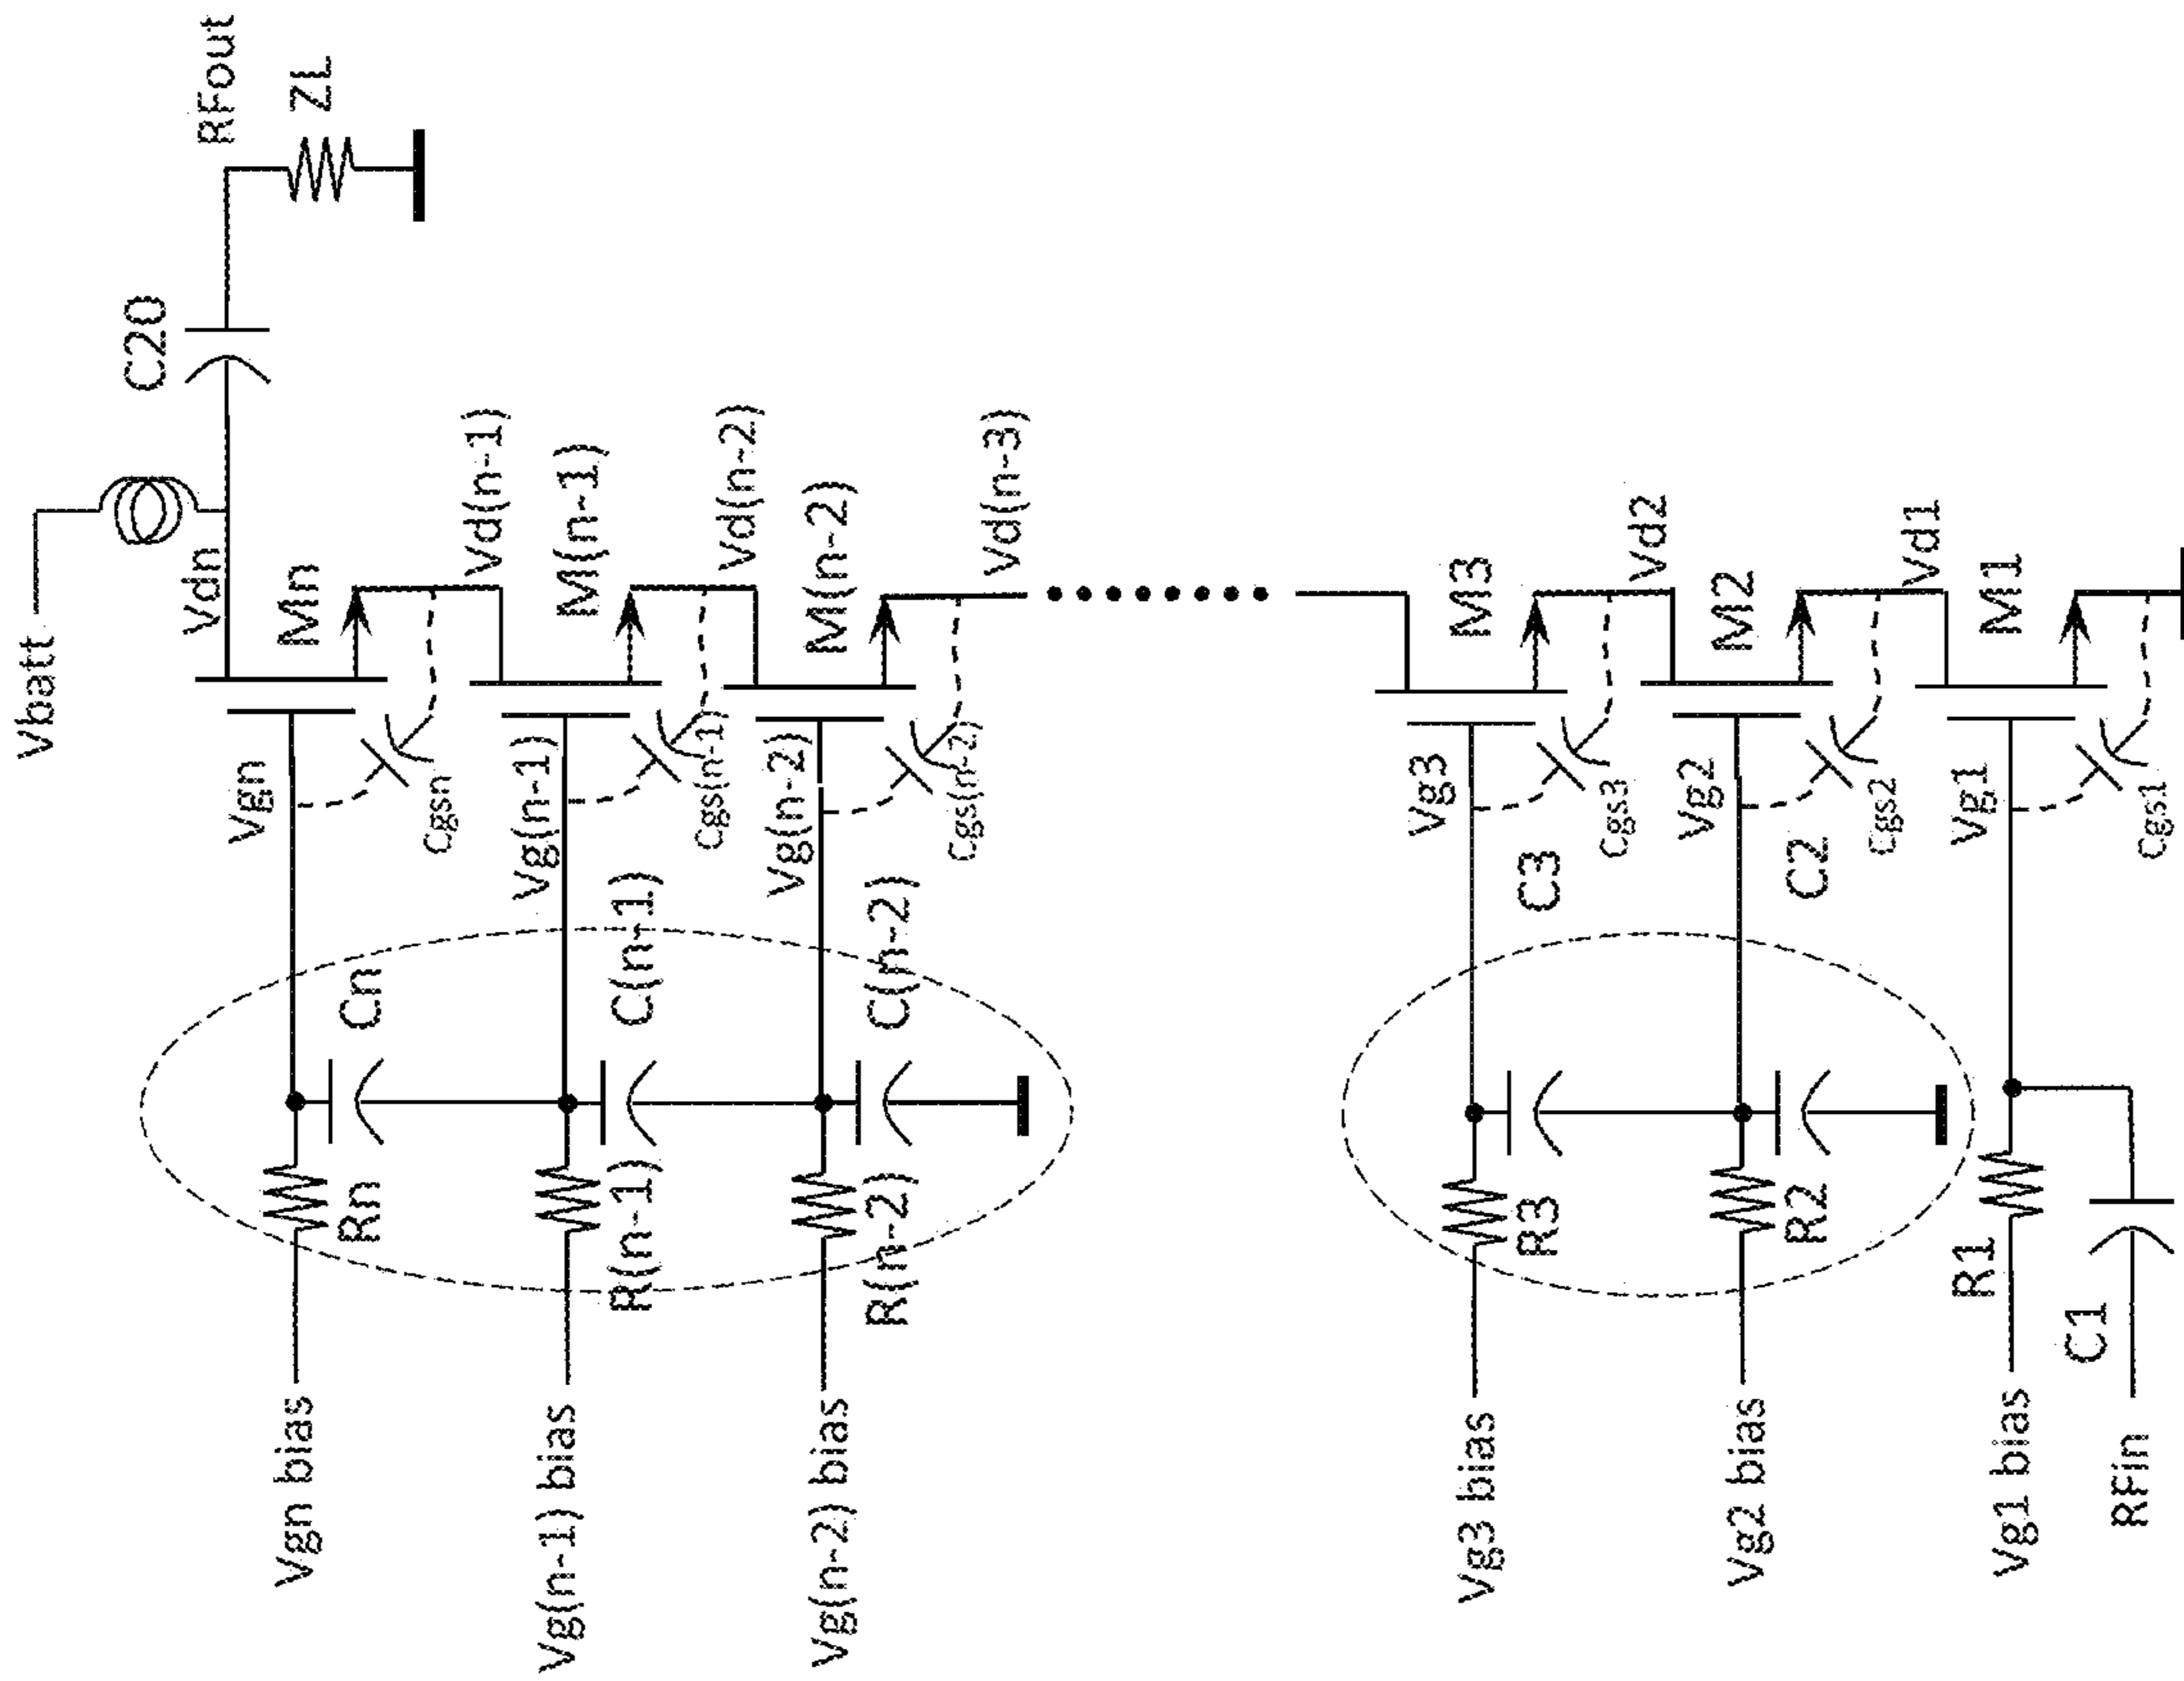 Vbatt
RFout
ZL
C20
Vdn
Mn
Vgn
Cgsn
Cn
Rn
Vgn bias
Vd(n-1)
M(n-1)
Vg(n-1)
Cgs(n-1)
C(n-1)
R(n-1)
Vg(n-1) bias
Vd(n-2)
M(n-2)
Vg(n-2)
Cgs(n-2)
C(n-2)
R(n-2)
Vg(n-2) bias
Vd(n-3)
M3
Vg3
Cgs3
C3
R3
Vg3 bias
Vd2
M2
Vg2
Cgs2
C2
R2
Vg2 bias
Vd1
M1
Vg1
Cgs1
R1
Vg1 bias
C1
RFin